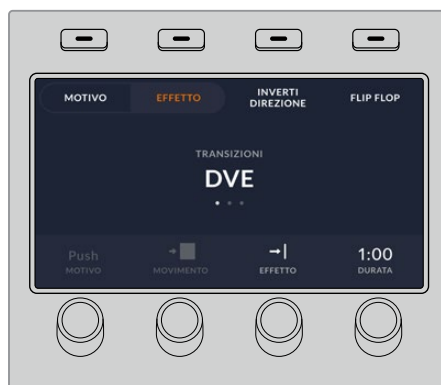 MOTIVO EFFETTO INVERTI DIREZIONE FLIP FLOP
TRANSIZIONI
DVE
Push 1:00
MOTIVO MOVIMENTO EFFETTO DURATA